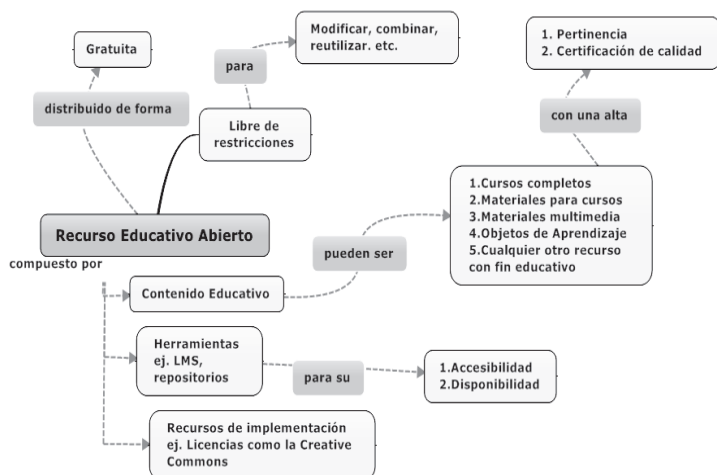 Gratuita
Modificar, combinar,
reutilizar. etc.
1. Pertinencia
2. Certificación de calidad
para
distribuido de forma
con una alta
Libre de
restricciones
Recurso Educativo Abierto
compuesto por
pueden ser
1.Cursos completos
2.Materiales para cursos
3.Materiales multimedia
4.Objetos de Aprendizaje
5.Cualquier otro recurso
con fin educativo
Contenido Educativo
Herramientas
ej. LMS,
repositorios
para su
1.Accesibilidad
2.Disponibilidad
Recursos de implementación
ej. Licencias como la Creative
Commons